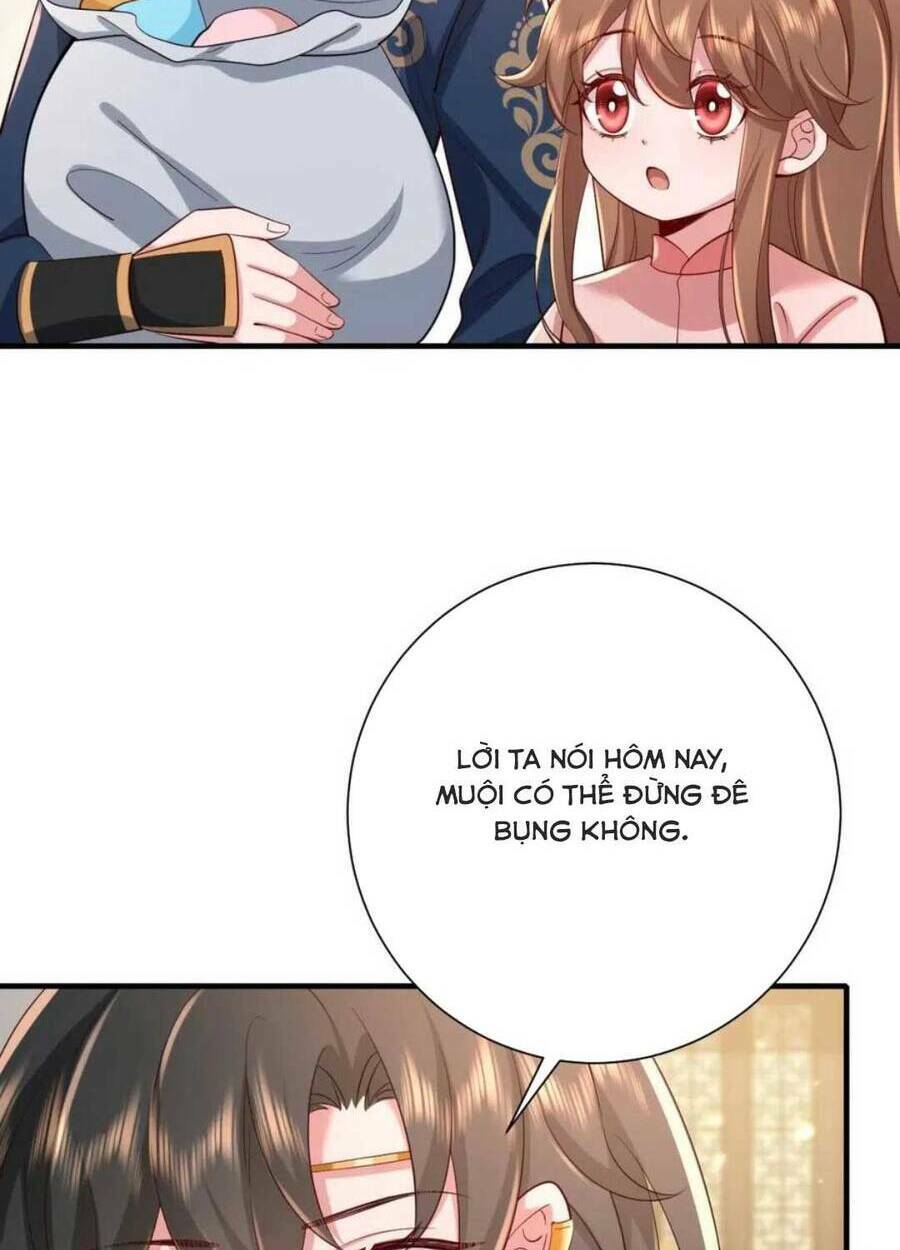 LỜI TA NÓI HÔM NAY,
MUỘI CÓ THỂ ĐỪNG ĐÊ
BỤNG KHÔNG.